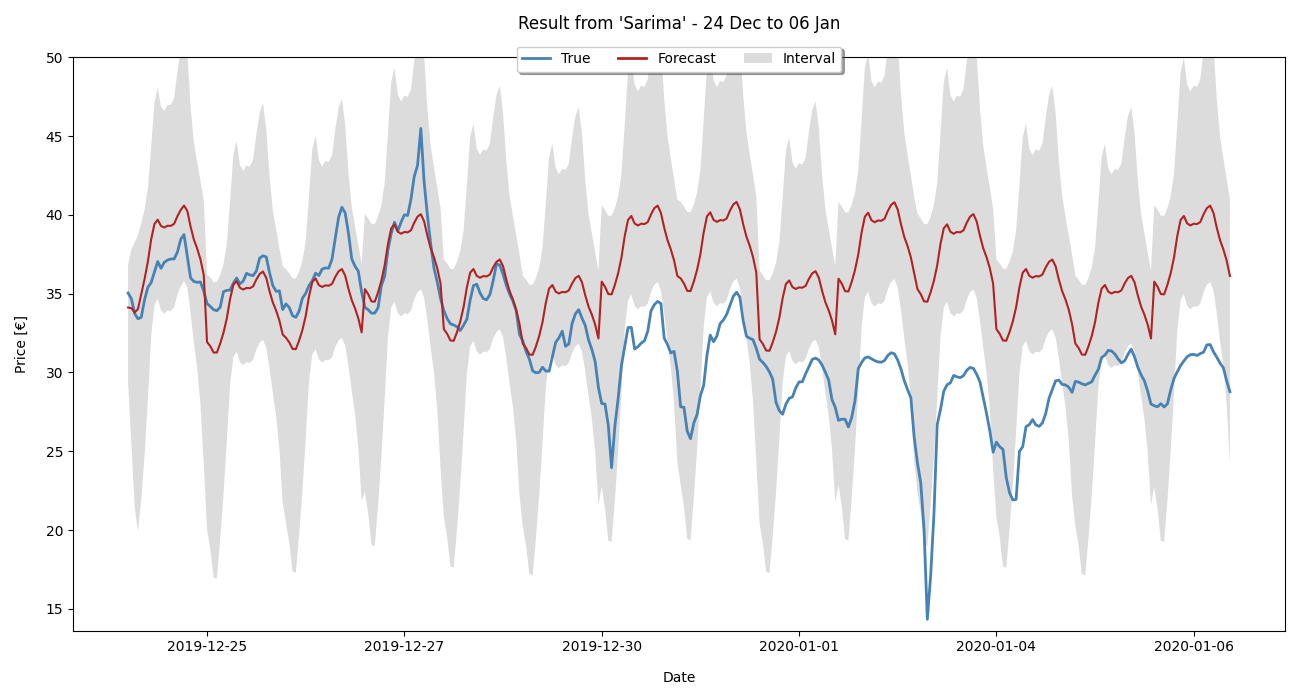 Result from 'Sarima' - 24 Dec to 06 Jan
True Forecast Interval
50
45
40
35
30
25
20
15
Price [€]
2019-12-25 2019-12-27 2019-12-30 2020-01-01 2020-01-04 2020-01-06
Date